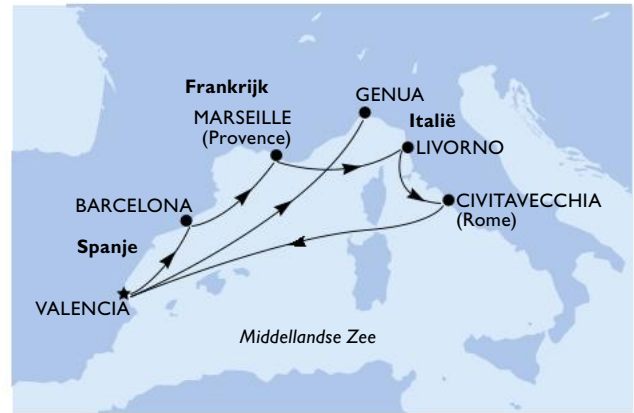 Frankrijk
GENUA
MARSEILLE
(Provence)
Italië
LIVORNO
BARCELONA
CIVITAVECCHIA
(Rome)
Spanje
VALENCIA
Middellandse Zee